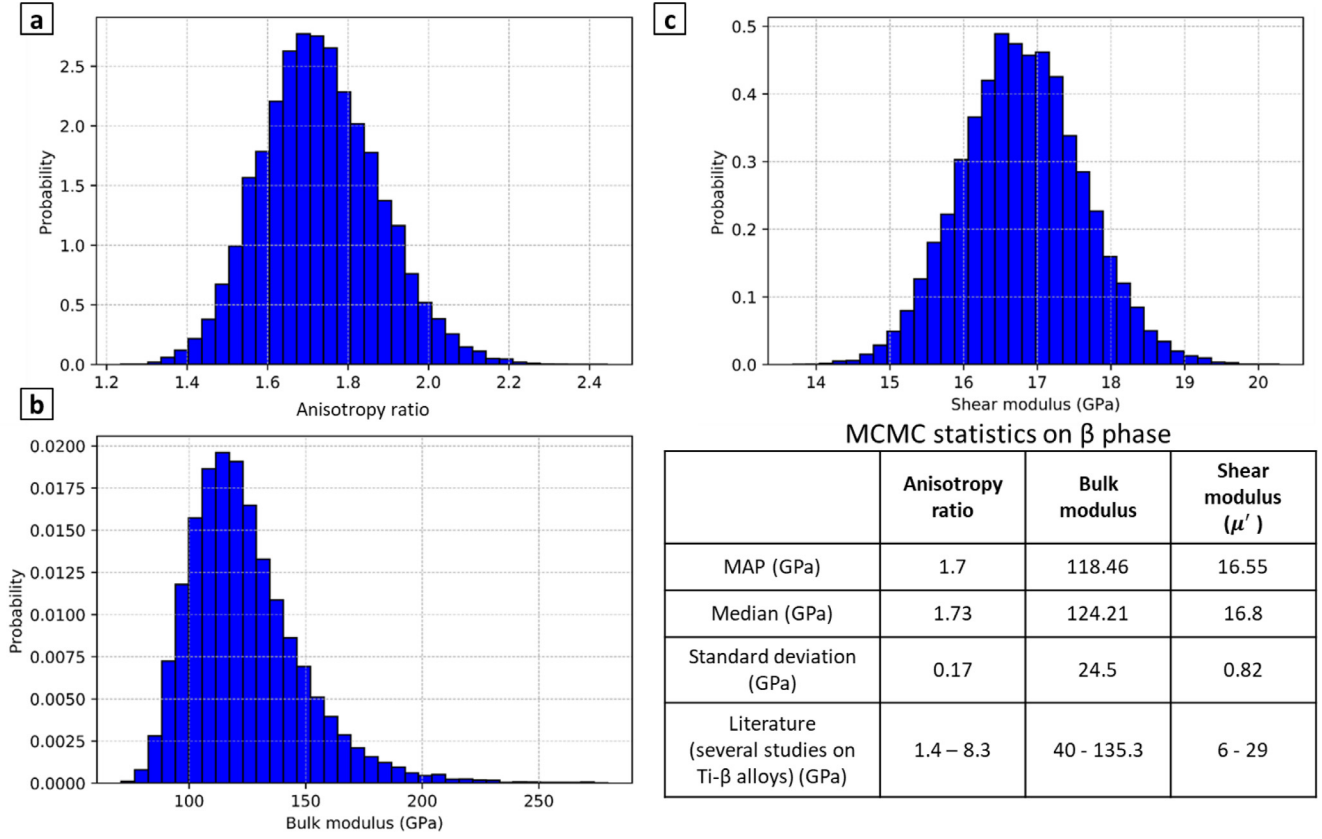 a
Probability
2.5
2.0
1.5
1.0
0.5
0.0
1.2 1.4 1.6 1.8 2.0 2.2 2.4
Anisotropy ratio
b
Probability
0.0200
0.0175
0.0150
0.0125
0.0100
0.0075
0.0050
0.0025
0.0000
100 150 200 250
Bulk modulus (GPa)
c
Probability
0.5
0.4
0.3
0.2
0.1
0.0
14 15 16 17 18 19 20
Shear modulus (GPa)
MCMC statistics on β phase
Anisotropy ratio
Bulk modulus
Shear modulus (μ′ )
MAP (GPa) 1.7 118.46 16.55
Median (GPa) 1.73 124.21 16.8
Standard deviation
(GPa) 0.17 24.5 0.82
Literature
(several studies on
Ti-β alloys) (GPa) 1.4 – 8.3 40 - 135.3 6 - 29